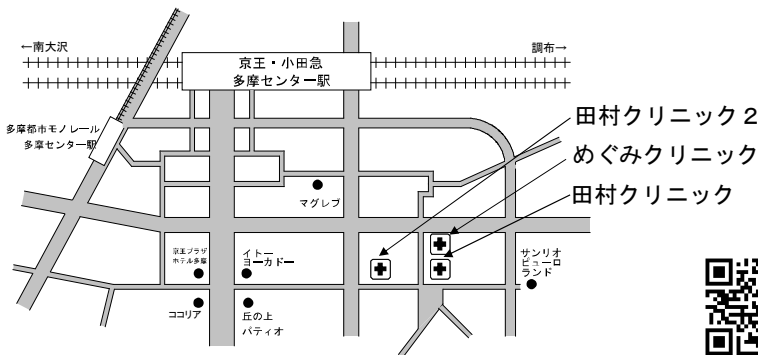 ←南大沢
調布→
京王・小田急
多摩センター駅
多摩都市モノレール
多摩センター駅
田村クリニック2
めぐみクリニック
田村クリニック
マグレブ
京王プラザ
ホテル多摩
イトー
ヨーカドー
サンリオ
ピューロ
ランド
ココリア
丘の上
パティオ